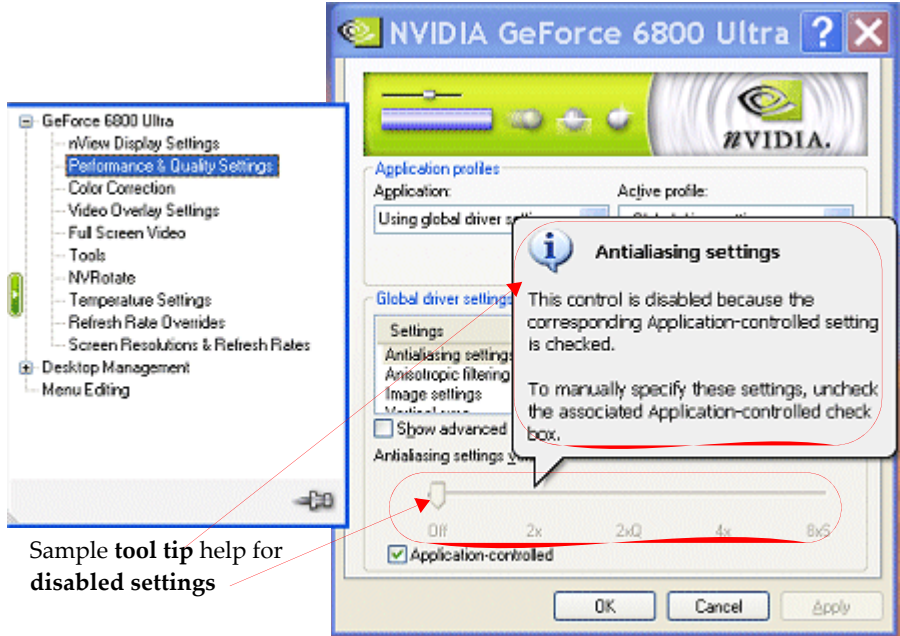 NVIDIA GeForce 6800 Ultra
NVIDIA.
GeForce 6800 Ultra
nView Display Settings
Performance & Quality Settings
Color Correction
Video Overlay Settings
Full Screen Video
Tools
NVRotate
Temperature Settings
Refresh Rate Overrides
Screen Resolutions & Refresh Rates
Desktop Management
Menu Editing
Application profiles
Application:
Active profile:
Using global driver
Antialiasing settings
This control is disabled because the
corresponding Application-controlled setting
is checked.
To manually specify these settings, uncheck
the associated Application-controlled check
box.
Global driver settings
Settings
Antialiasing settings
Anisotropic filtering
Image settings
Show advanced
Antialiasing settings
Off 2x 2xQ 4x 8xS
Application-controlled
OK Cancel Apply
Sample tool tip help for
disabled settings